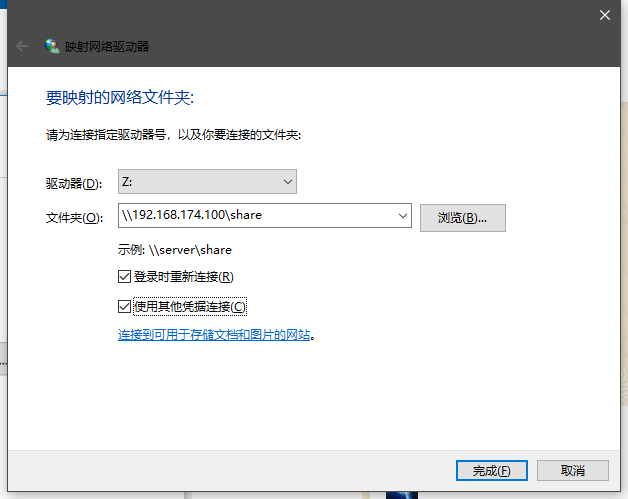 映射网络驱动器
要映射的网络文件夹:
请为连接指定驱动器号，以及你要连接的文件夹:
驱动器(D): Z:
文件夹(O): \\192.168.174.100\share 浏览(B)...
示例: \\server\share
登录时重新连接(R)
使用其他凭据连接(C)
连接到可用于存储文档和图片的网站。
完成(F) 取消